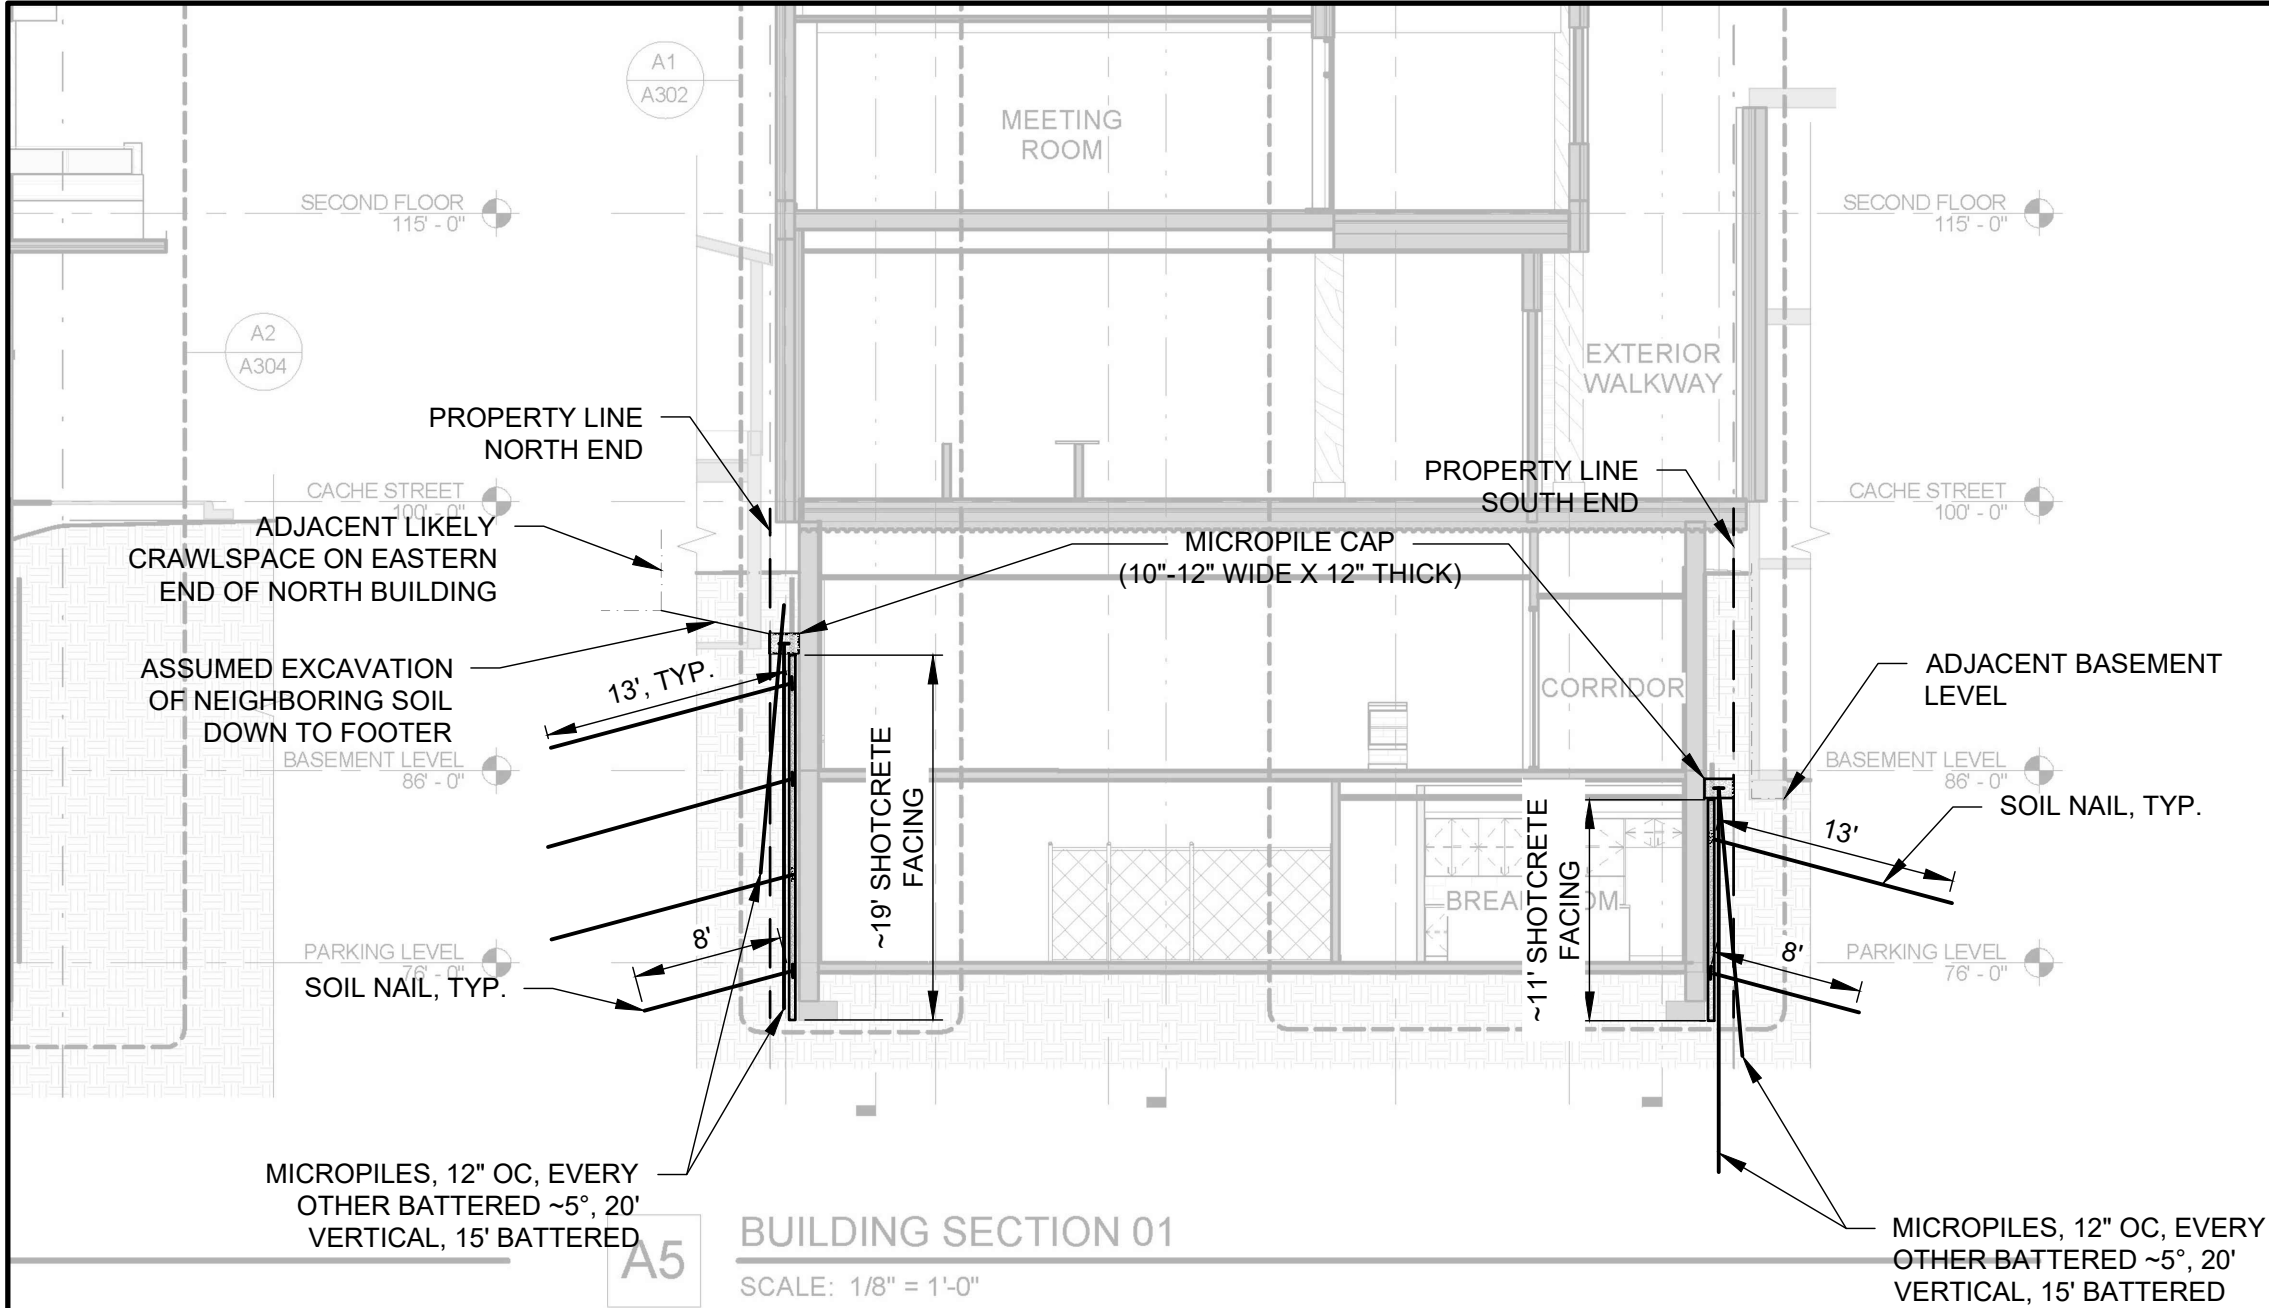 A1
A302
MEETING
ROOM
SECOND FLOOR
115' - 0"
SECOND FLOOR
115' - 0"
A2
A304
EXTERIOR
WALKWAY
PROPERTY LINE
NORTH END
PROPERTY LINE
SOUTH END
CACHE STREET
100' - 0"
CACHE STREET
100' - 0"
ADJACENT LIKELY
CRAWLSPACE ON EASTERN
END OF NORTH BUILDING
MICROPILE CAP
(10"-12" WIDE X 12" THICK)
ASSUMED EXCAVATION
OF NEIGHBORING SOIL
DOWN TO FOOTER
13', TYP.
CORRIDOR
ADJACENT BASEMENT
LEVEL
BASEMENT LEVEL
86' - 0"
BASEMENT LEVEL
86' - 0"
~19' SHOTCRETE
FACING
~11' SHOTCRETE
FACING
SOIL NAIL, TYP.
13'
8'
8'
PARKING LEVEL
76' - 0"
PARKING LEVEL
76' - 0"
SOIL NAIL, TYP.
MICROPILES, 12" OC, EVERY
OTHER BATTERED ~5°, 20'
VERTICAL, 15' BATTERED
MICROPILES, 12" OC, EVERY
OTHER BATTERED ~5°, 20'
VERTICAL, 15' BATTERED
A5
BUILDING SECTION 01
SCALE: 1/8" = 1'-0"